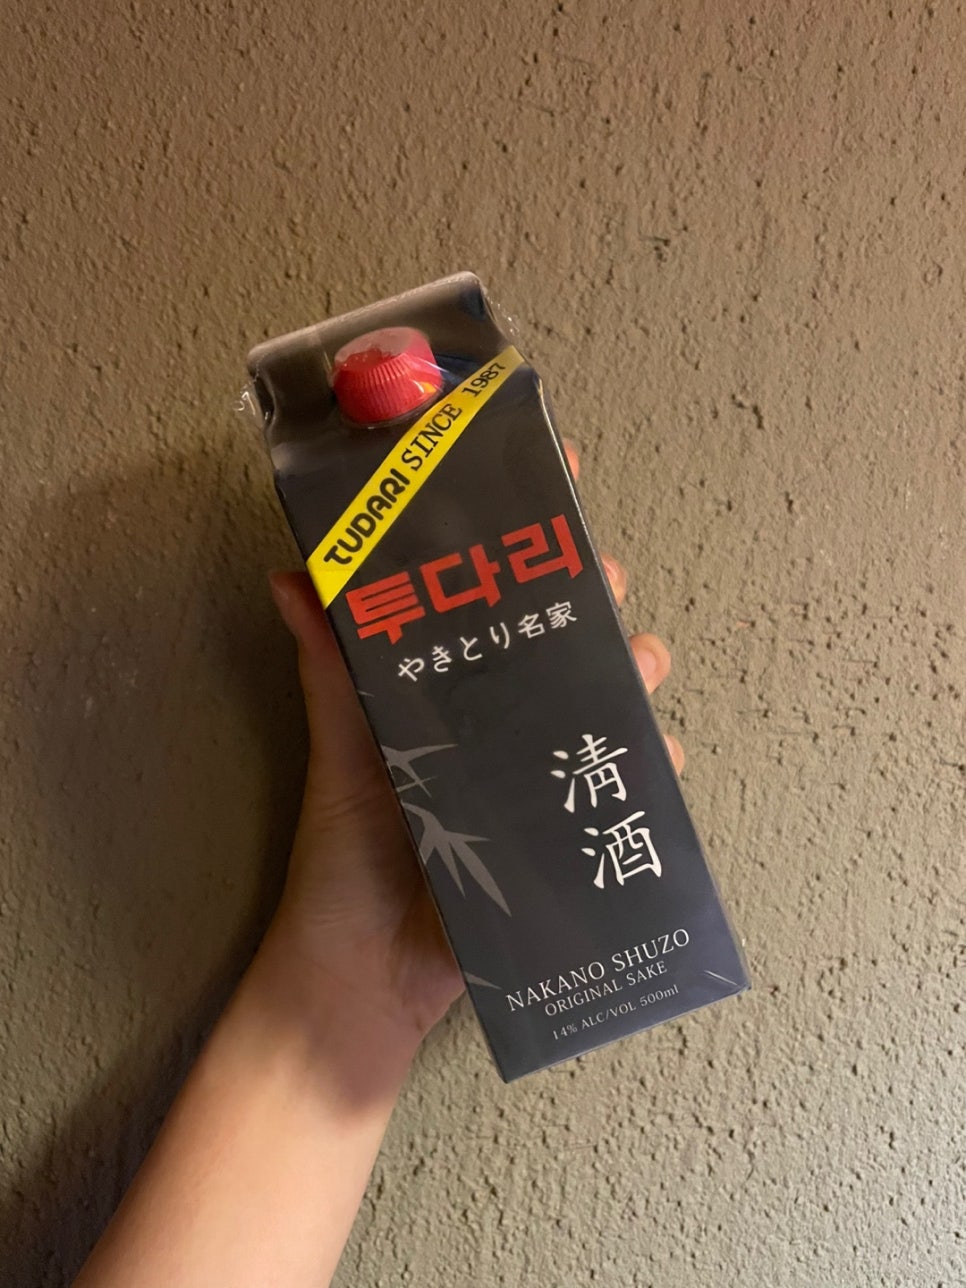 TUDARI SINCE 1987
투다리
やきとり名家
清
酒
NAKANO SHUZO
ORIGINAL SAKE
14% ALC/VOL 500ml